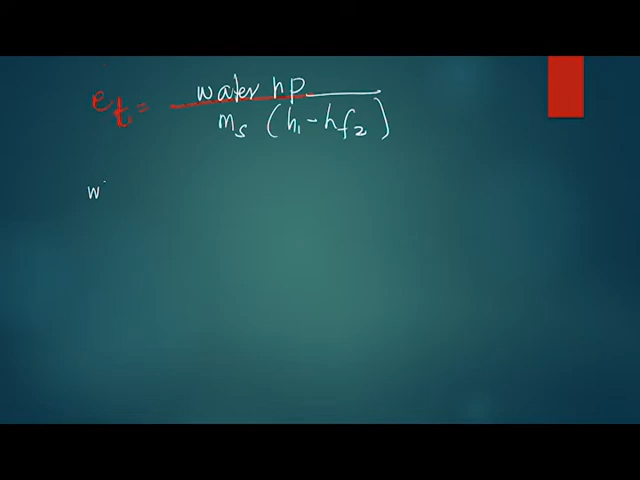 e_t = water hp
m_s (h_1 - h_f2)
w